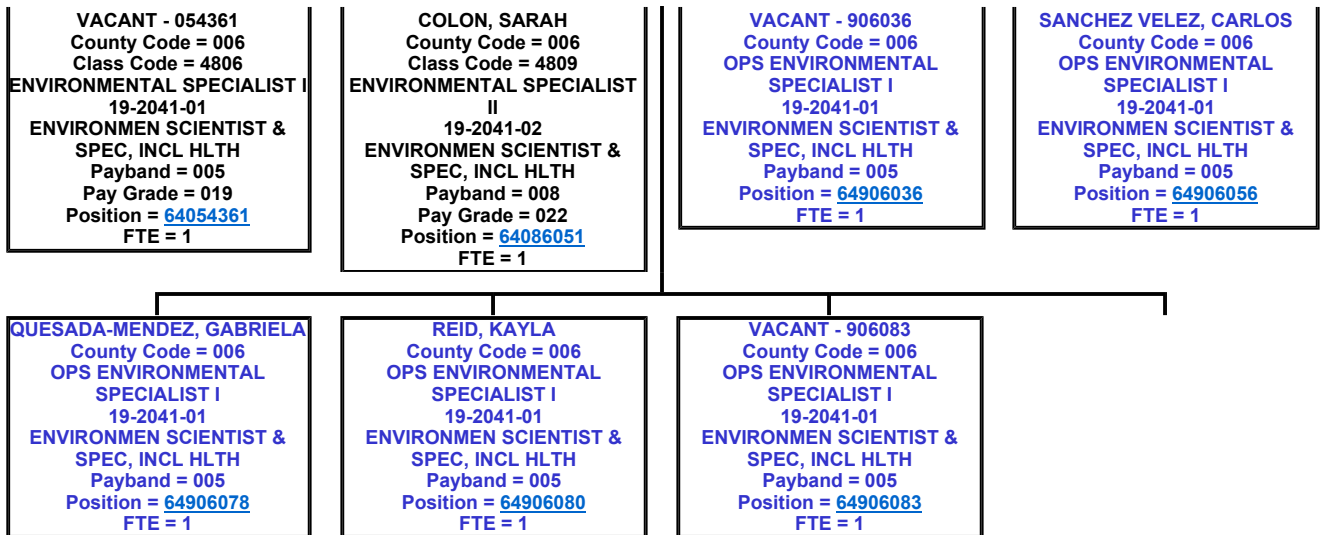 VACANT - 054361
County Code = 006
Class Code = 4806
ENVIRONMENTAL SPECIALIST I
19-2041-01
ENVIRONMEN SCIENTIST &
SPEC, INCL HLTH
Payband = 005
Pay Grade = 019
Position = 64054361
FTE = 1
COLON, SARAH
County Code = 006
Class Code = 4809
ENVIRONMENTAL SPECIALIST
II
19-2041-02
ENVIRONMEN SCIENTIST &
SPEC, INCL HLTH
Payband = 008
Pay Grade = 022
Position = 64086051
FTE = 1
VACANT - 906036
County Code = 006
OPS ENVIRONMENTAL
SPECIALIST I
19-2041-01
ENVIRONMEN SCIENTIST &
SPEC, INCL HLTH
Payband = 005
Position = 64906036
FTE = 1
SANCHEZ VELEZ, CARLOS
County Code = 006
OPS ENVIRONMENTAL
SPECIALIST I
19-2041-01
ENVIRONMEN SCIENTIST &
SPEC, INCL HLTH
Payband = 005
Position = 64906056
FTE = 1
QUESADA-MENDEZ, GABRIELA
County Code = 006
OPS ENVIRONMENTAL
SPECIALIST I
19-2041-01
ENVIRONMEN SCIENTIST &
SPEC, INCL HLTH
Payband = 005
Position = 64906078
FTE = 1
REID, KAYLA
County Code = 006
OPS ENVIRONMENTAL
SPECIALIST I
19-2041-01
ENVIRONMEN SCIENTIST &
SPEC, INCL HLTH
Payband = 005
Position = 64906080
FTE = 1
VACANT - 906083
County Code = 006
OPS ENVIRONMENTAL
SPECIALIST I
19-2041-01
ENVIRONMEN SCIENTIST &
SPEC, INCL HLTH
Payband = 005
Position = 64906083
FTE = 1